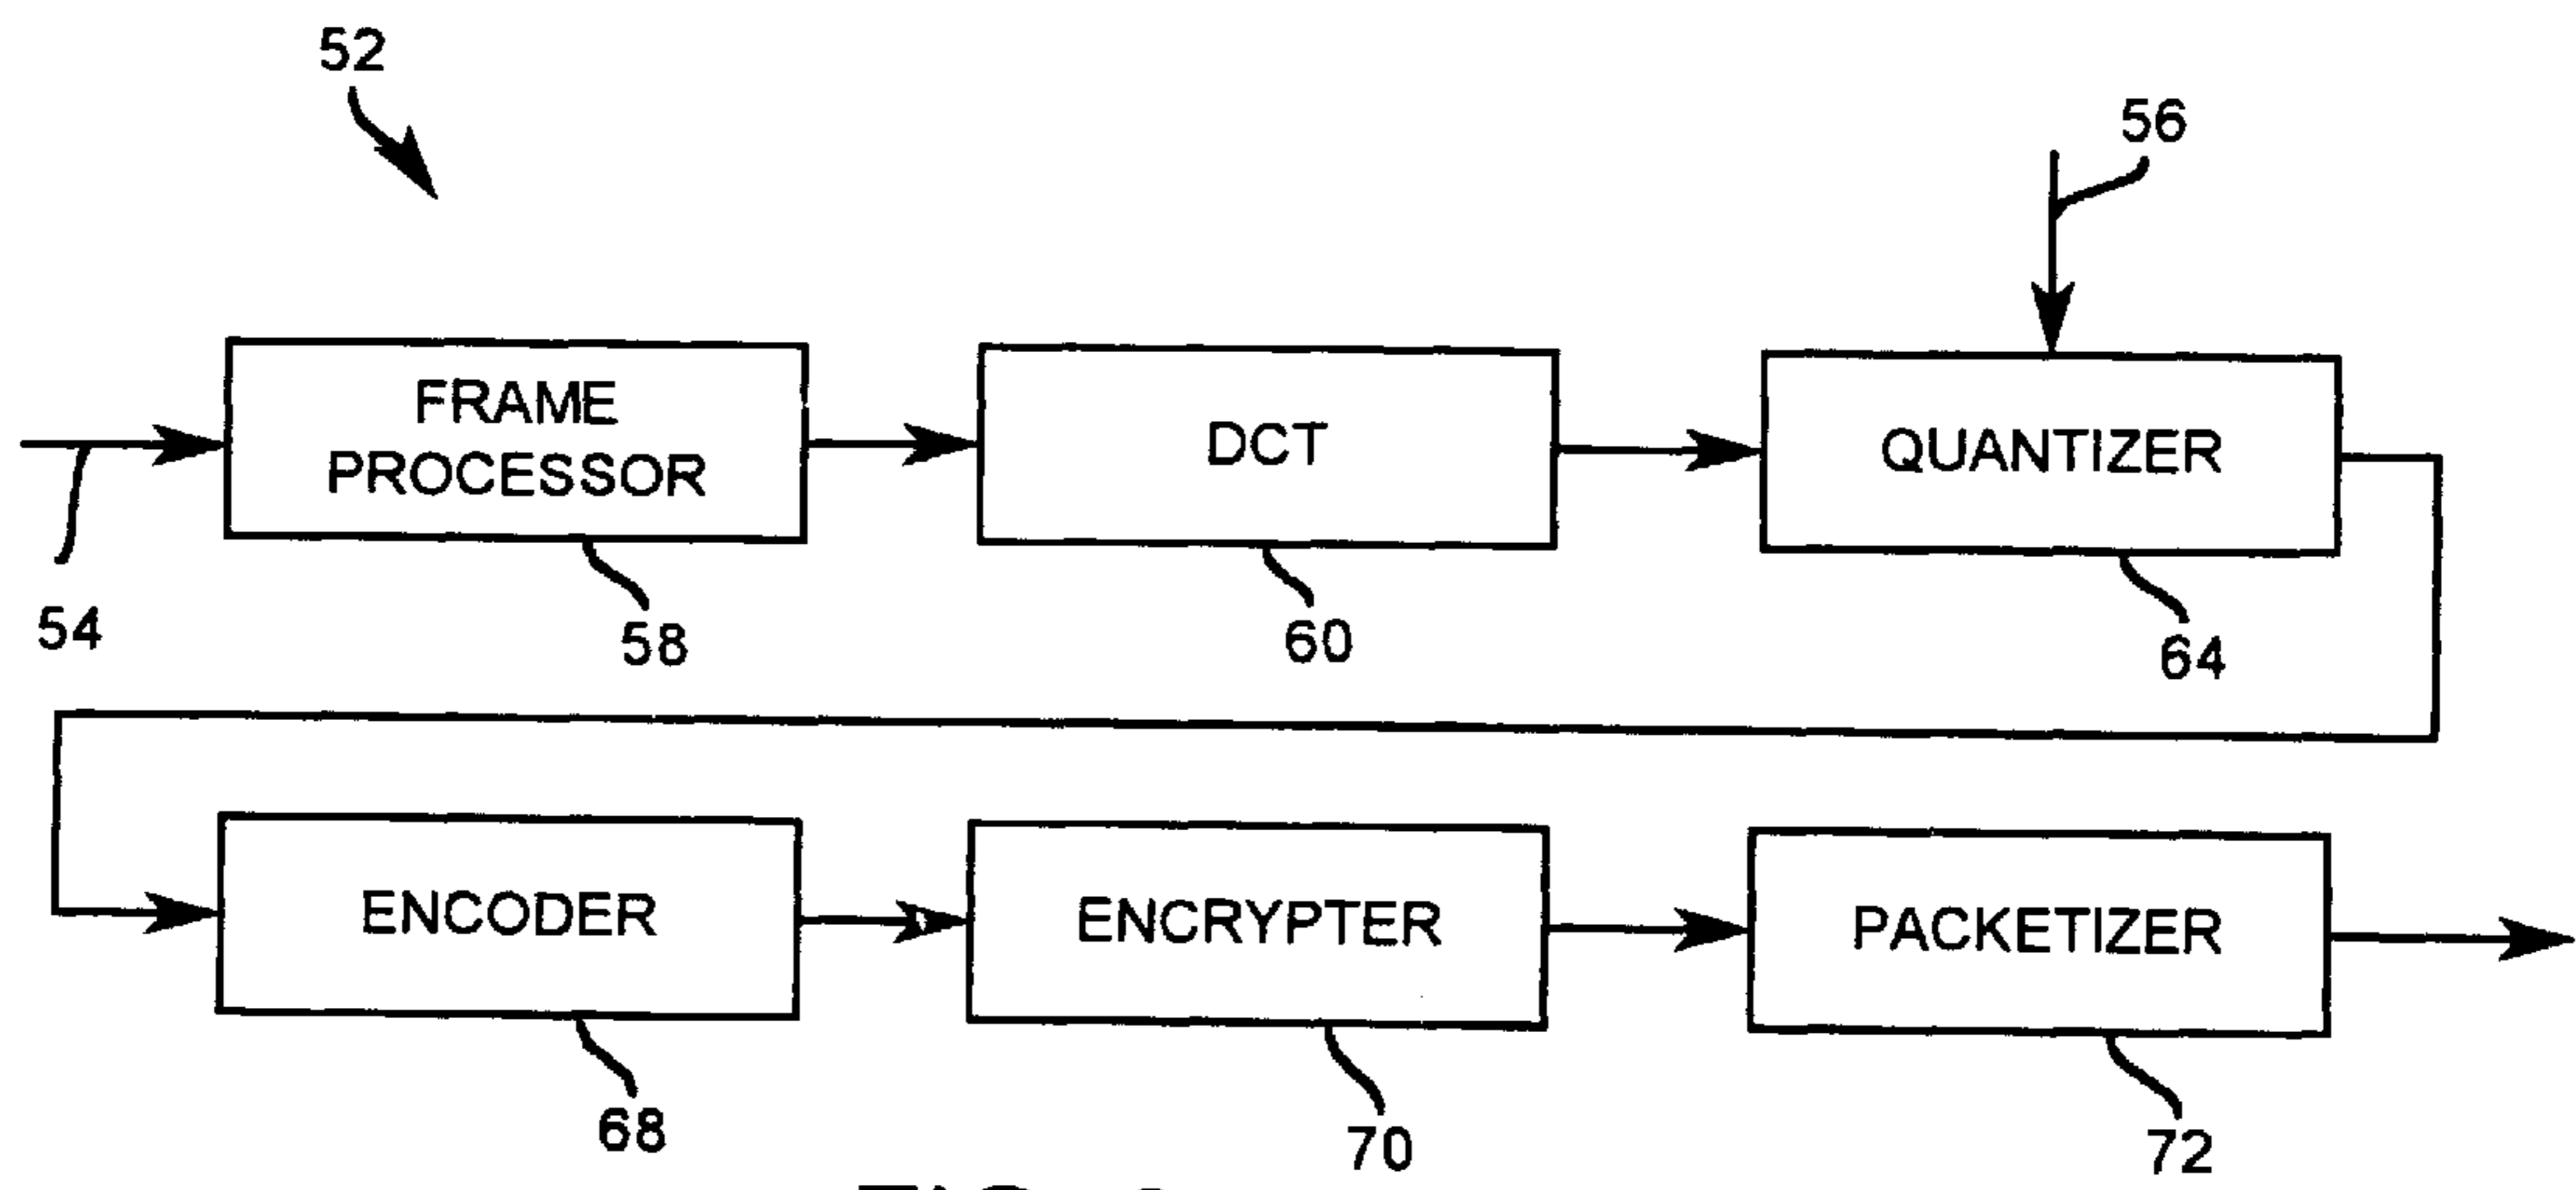 52
56
FRAME
PROCESSOR
DCT
QUANTIZER
54
58
60
64
ENCODER
ENCRYPTER
PACKETIZER
68
70
72